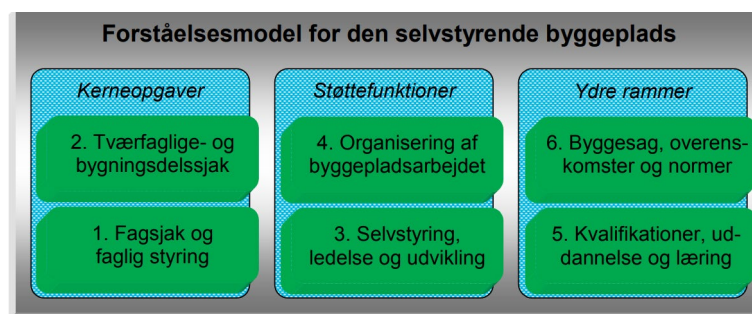 Forståelsesmodel for den selvstyrende byggeplads
Kerneopgaver
2. Tværfaglige- og
bygningsdelssjak
1. Fagsjak og
faglig styring
Støttefunktioner
4. Organisering af
byggepladsarbejdet
3. Selvstyring,
ledelse og udvikling
Ydre rammer
6. Byggesag, overens-
komster og normer
5. Kvalifikationer, ud-
dannelse og læring